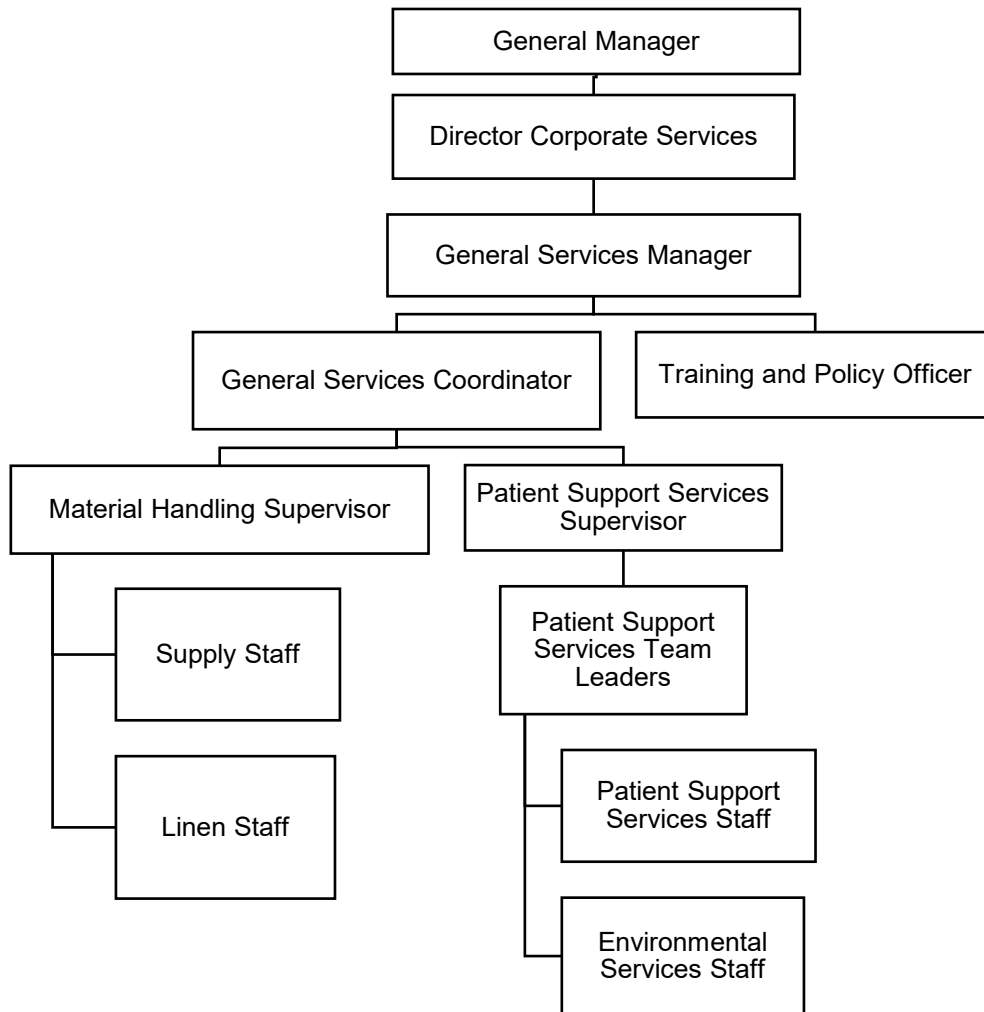 General Manager
Director Corporate Services
General Services Manager
General Services Coordinator
Training and Policy Officer
Material Handling Supervisor
Patient Support Services
Supervisor
Supply Staff
Linen Staff
Patient Support
Services Team
Leaders
Patient Support
Services Staff
Environmental
Services Staff